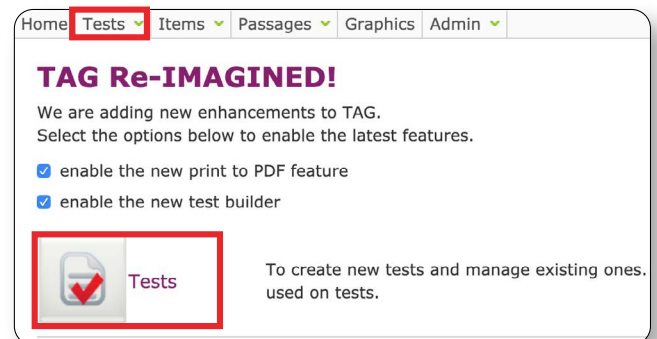 Home Tests Items Passages Graphics Admin
TAG Re-IMAGINED!
We are adding new enhancements to TAG.
Select the options below to enable the latest features.
enable the new print to PDF feature
enable the new test builder
Tests
To create new tests and manage existing ones.
used on tests.